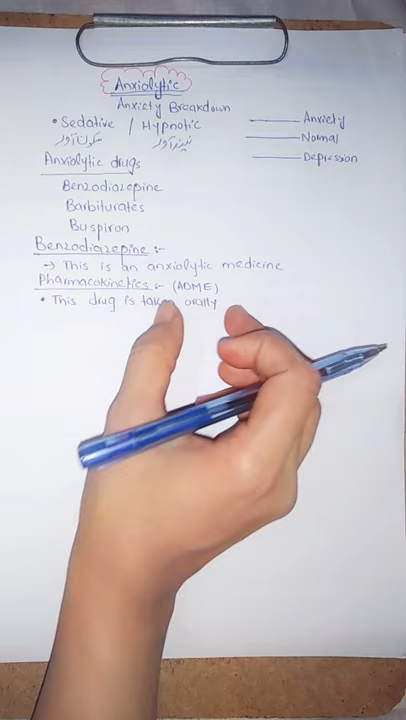 Anxiolytic
Anxiety Breakdown
• Sedative / Hypnotic
سکون آور نیند آور
Anxiety
Normal
Depression
Anxiolytic drugs
Benzodiazepine
Barbiturates
Buspiron
Benzodiazepine :-
→ This is an anxiolytic medicine
Pharmacokinetics :- (ADME)
• This drug is taken orally